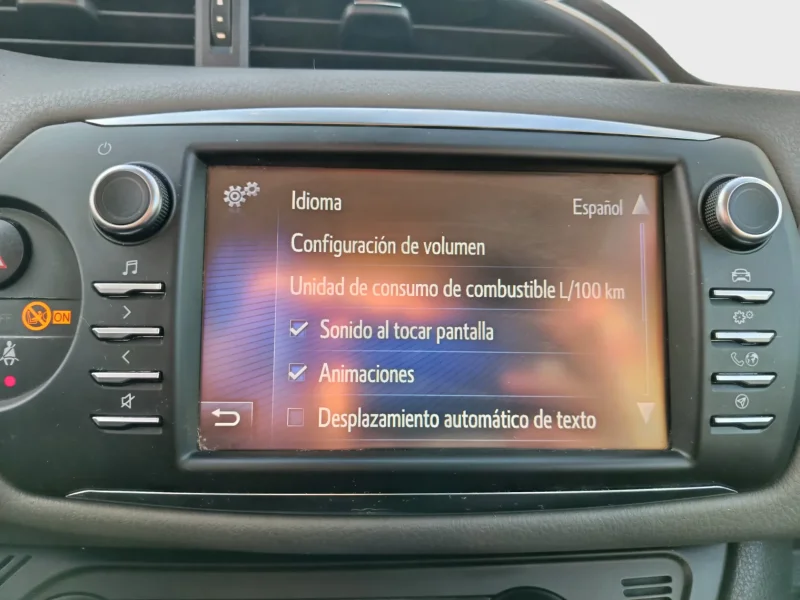 Idioma Español
Configuración de volumen
Unidad de consumo de combustible L/100 km
Sonido al tocar pantalla
Animaciones
Desplazamiento automático de texto
ON